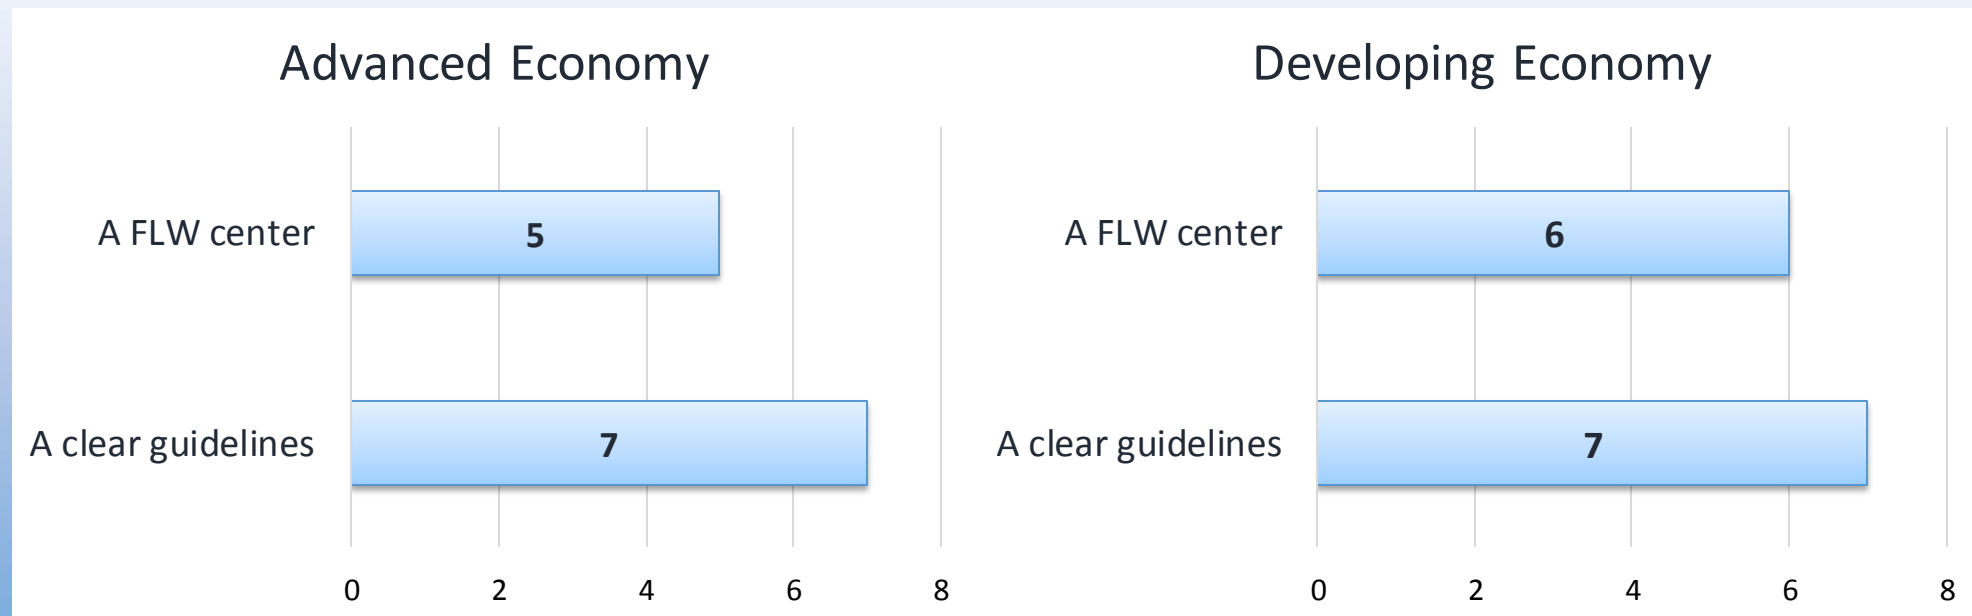 Advanced Economy
A FLW center
5
A clear guidelines
7
0 2 4 6 8
Developing Economy
A FLW center
6
A clear guidelines
7
0 2 4 6 8